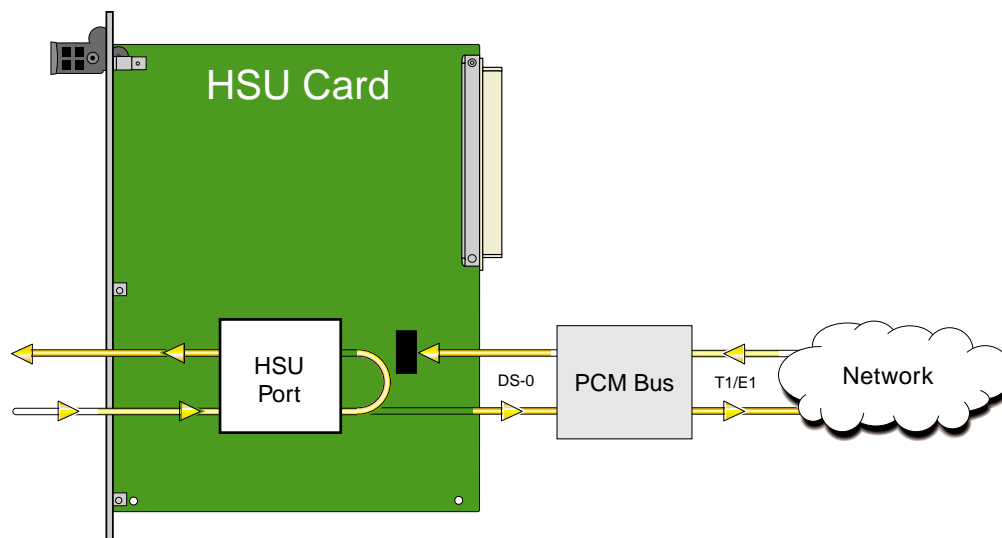 HSU Card
HSU
Port
DS-0
PCM Bus
T1/E1
Network